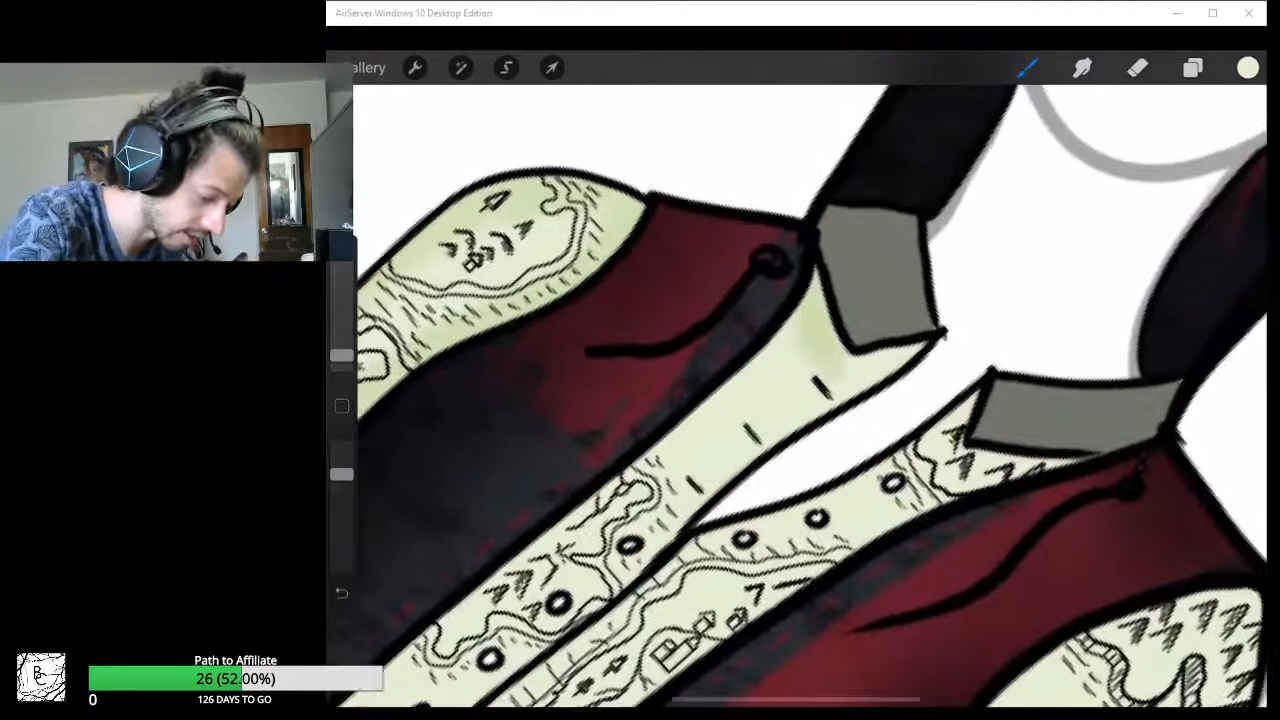 AirServer Windows 10 Desktop Edition
allery
Path to Affiliate
26 (52.00%)
0
126 DAYS TO GO